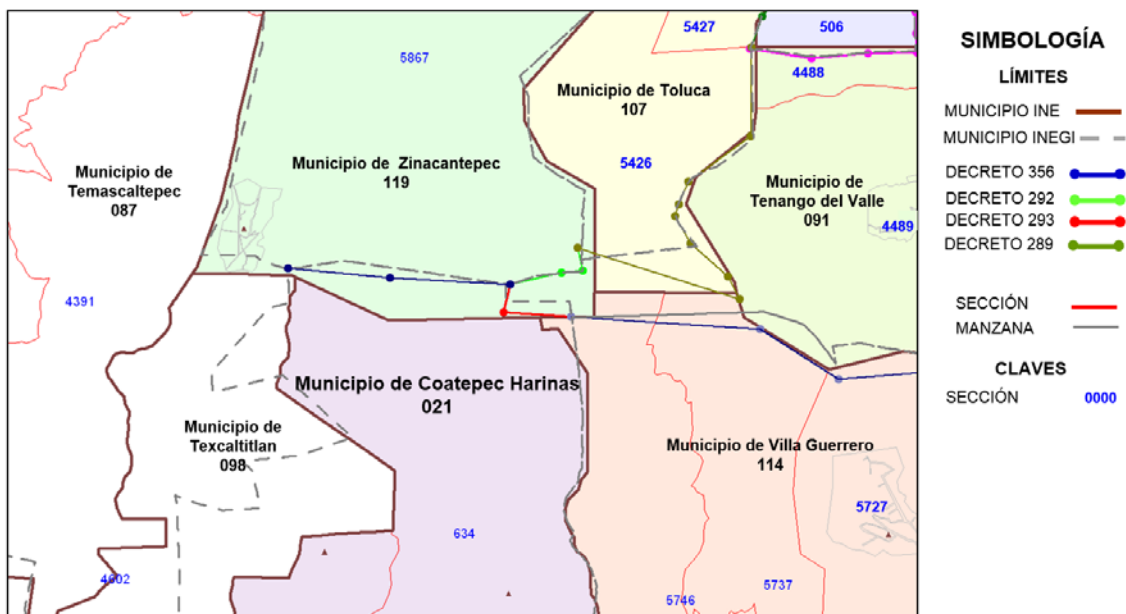 5427
506
5867
4488
Municipio de Toluca
107
Municipio de
Temascaltepec
087
Municipio de Zinacantepec
119
5426
Municipio de
Tenango del Valle
091
4489
4391
Municipio de Coatepec Harinas
021
Municipio de
Texcaltitlan
098
Municipio de Villa Guerrero
114
5727
634
4602
5746
5737
SIMBOLOGÍA
LÍMITES
MUNICIPIO INE
MUNICIPIO INEGI
DECRETO 356
DECRETO 292
DECRETO 293
DECRETO 289
SECCIÓN
MANZANA
CLAVES
SECCIÓN 0000